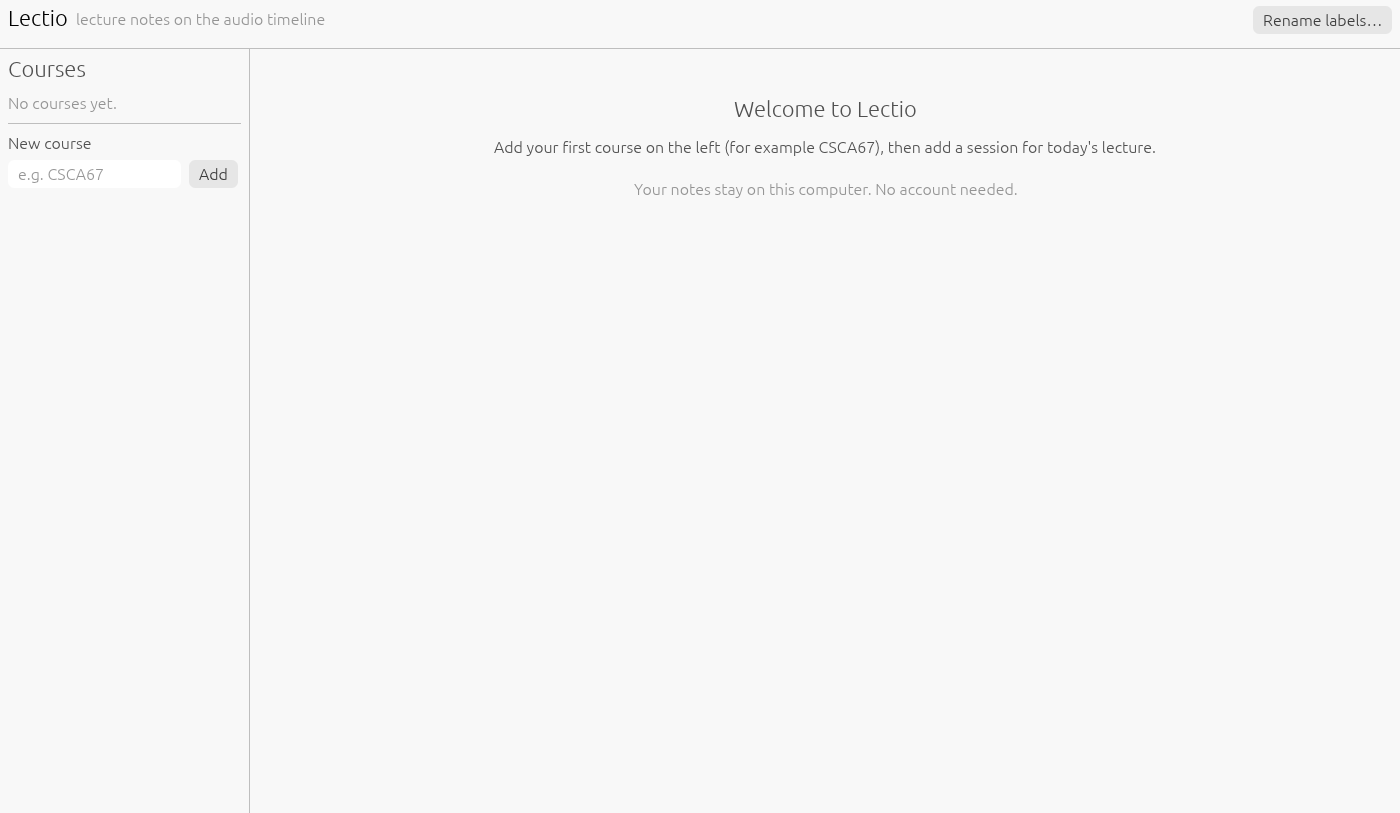 Lectio lecture notes on the audio timeline
Rename labels…
Courses
No courses yet.
New course
e.g. CSCA67
Add
Welcome to Lectio
Add your first course on the left (for example CSCA67), then add a session for today's lecture.
Your notes stay on this computer. No account needed.